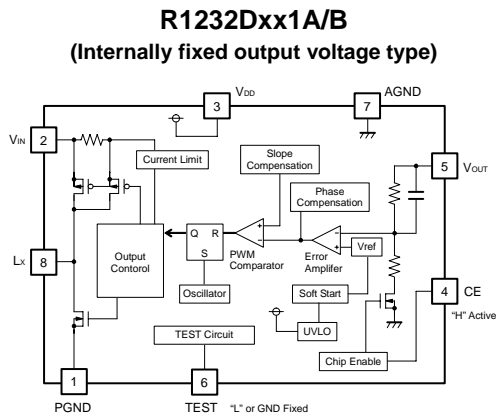 R1232Dxx1A/B
(Internally fixed output voltage type)
VDD
AGND
3
7
VIN
2
Current Limit
Slope
Compensation
5
VOUT
Phase
Compensation
Q
R
S
Vref
LX
8
Output
Contorol
PWM
Comparator
Error
Amplifer
4
CE
Oscillator
Soft Start
"H" Active
TEST Circuit
UVLO
Chip Enable
1
6
PGND
TEST
"L" or GND Fixed